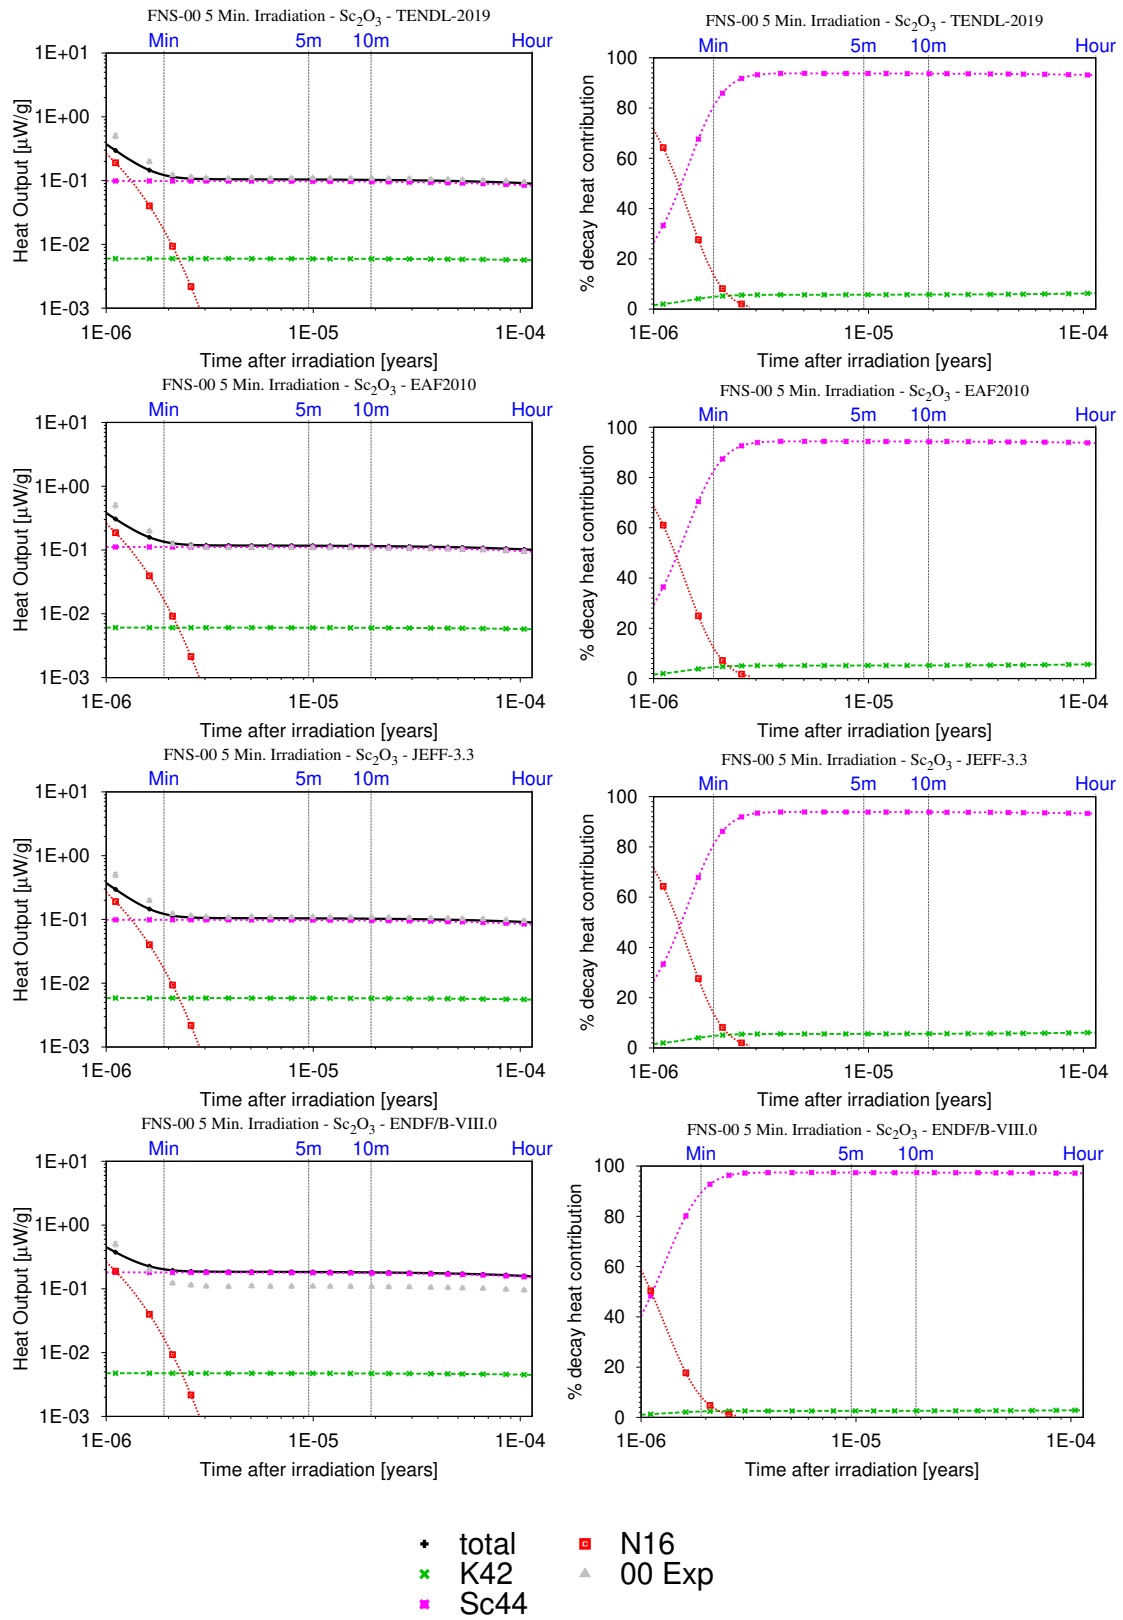 FNS-00 5 Min. Irradiation - Sc2O3 - TENDL-2019
Min 5m 10m Hour
1E+01
1E+00
1E-01
1E-02
1E-03
Heat Output [µW/g]
1E-06 1E-05 1E-04
Time after irradiation [years]
FNS-00 5 Min. Irradiation - Sc2O3 - TENDL-2019
Min 5m 10m Hour
100
80
60
40
20
0
% decay heat contribution
1E-06 1E-05 1E-04
Time after irradiation [years]
FNS-00 5 Min. Irradiation - Sc2O3 - EAF2010
Min 5m 10m Hour
1E+01
1E+00
1E-01
1E-02
1E-03
Heat Output [µW/g]
1E-06 1E-05 1E-04
Time after irradiation [years]
FNS-00 5 Min. Irradiation - Sc2O3 - EAF2010
Min 5m 10m Hour
100
80
60
40
20
0
% decay heat contribution
1E-06 1E-05 1E-04
Time after irradiation [years]
FNS-00 5 Min. Irradiation - Sc2O3 - JEFF-3.3
Min 5m 10m Hour
1E+01
1E+00
1E-01
1E-02
1E-03
Heat Output [µW/g]
1E-06 1E-05 1E-04
Time after irradiation [years]
FNS-00 5 Min. Irradiation - Sc2O3 - JEFF-3.3
Min 5m 10m Hour
100
80
60
40
20
0
% decay heat contribution
1E-06 1E-05 1E-04
Time after irradiation [years]
FNS-00 5 Min. Irradiation - Sc2O3 - ENDF/B-VIII.0
Min 5m 10m Hour
1E+01
1E+00
1E-01
1E-02
1E-03
Heat Output [µW/g]
1E-06 1E-05 1E-04
Time after irradiation [years]
FNS-00 5 Min. Irradiation - Sc2O3 - ENDF/B-VIII.0
Min 5m 10m Hour
100
80
60
40
20
0
% decay heat contribution
1E-06 1E-05 1E-04
Time after irradiation [years]
total
K42
Sc44
N16
00 Exp